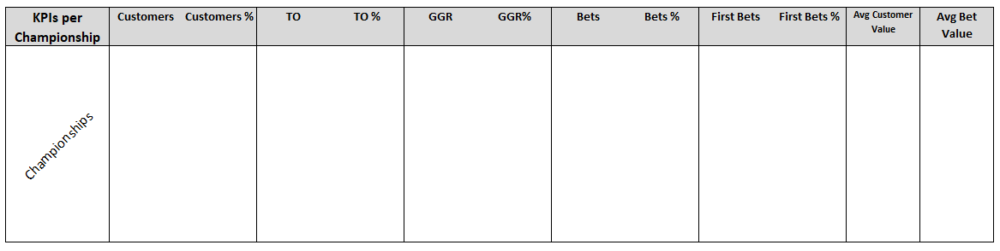 KPIs per
Championship
Customers Customers %
TO TO %
GGR GGR%
Bets Bets %
First Bets First Bets %
Avg Customer
Value
Avg Bet
Value
Championships